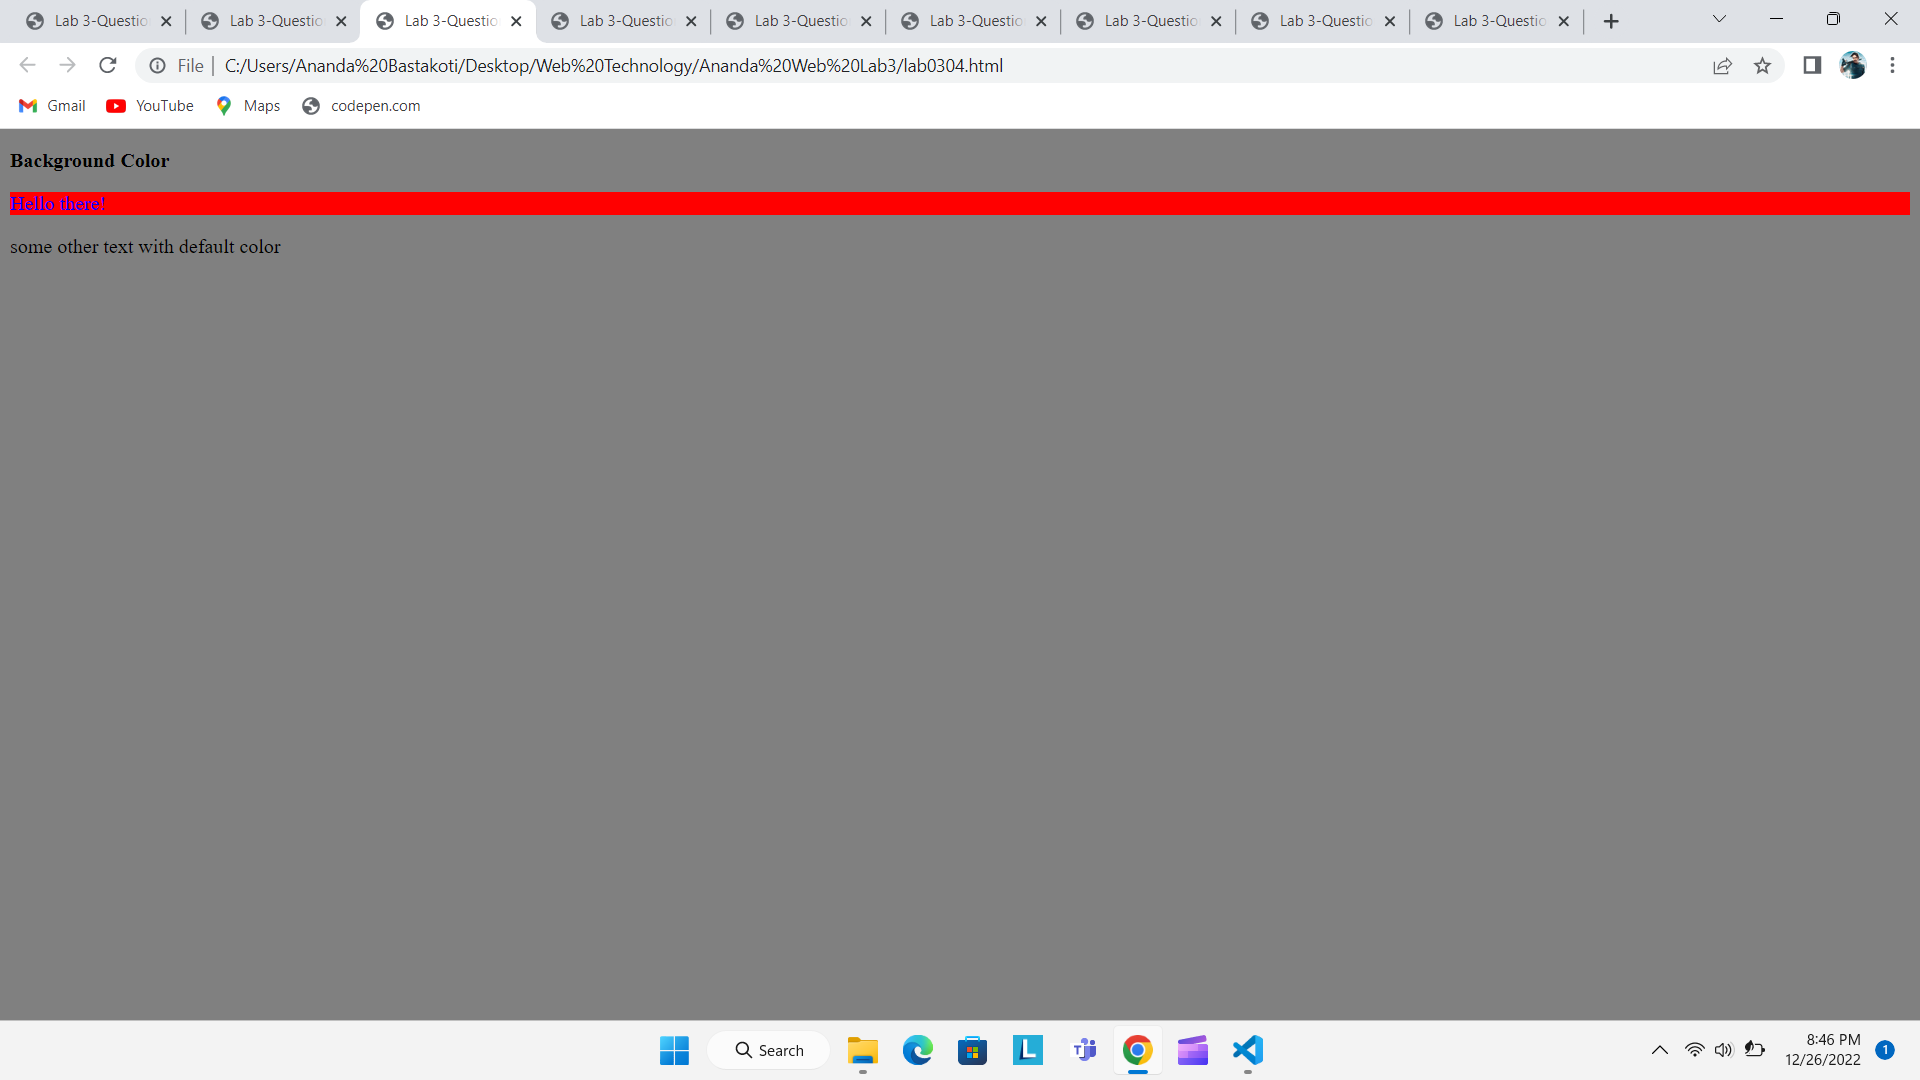 Lab 3-Questio
Lab 3-Questio
Lab 3-Questio
Lab 3-Questio
Lab 3-Questio
Lab 3-Questio
Lab 3-Questio
Lab 3-Questio
Lab 3-Questio
File | C:/Users/Ananda%20Bastakoti/Desktop/Web%20Technology/Ananda%20Web%20Lab3/lab0304.html
Gmail YouTube Maps codepen.com
Background Color
Hello there!
some other text with default color
Search
8:46 PM
12/26/2022
1